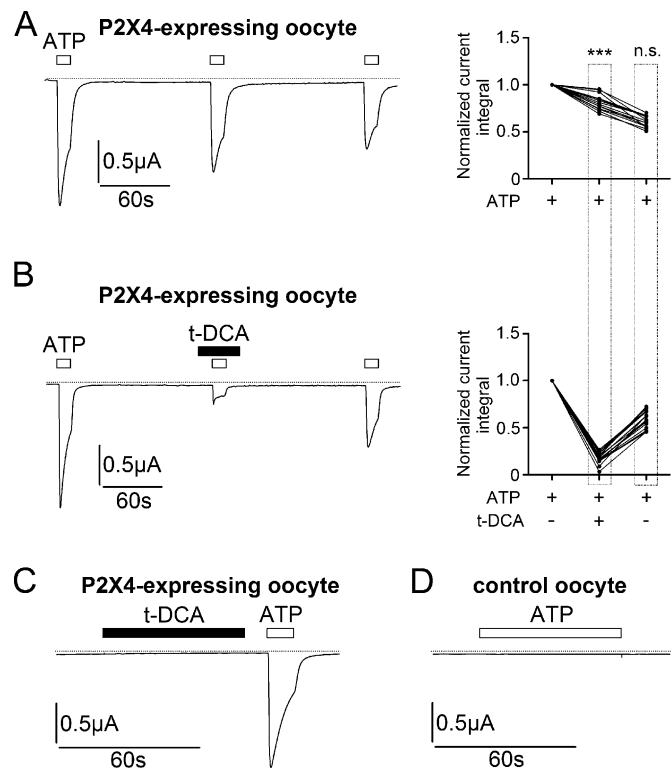 A
P2X4-expressing oocyte
ATP
0.5µA
60s
*** n.s.
Normalized current
integral
1.5
1.0
0.5
0
ATP + + +
B
P2X4-expressing oocyte
t-DCA
ATP
0.5µA
60s
Normalized current
integral
1.5
1.0
0.5
0
ATP + + +
t-DCA - + -
C
P2X4-expressing oocyte
t-DCA ATP
0.5µA
60s
D
control oocyte
ATP
0.5µA
60s